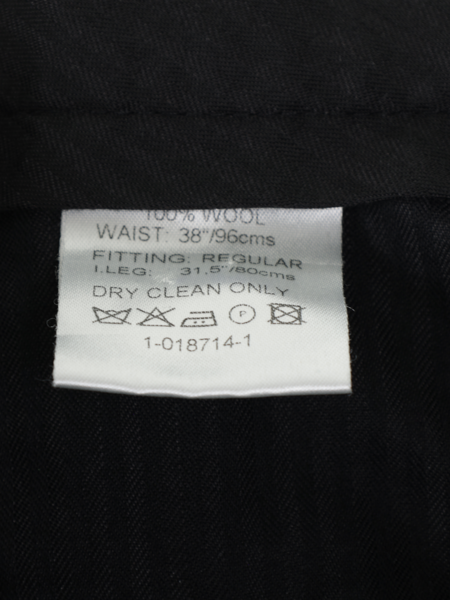 100% WOOL
WAIST: 38"/96cms
FITTING: REGULAR
I.LEG: 31.5"/80cms
DRY CLEAN ONLY
P
1-018714-1